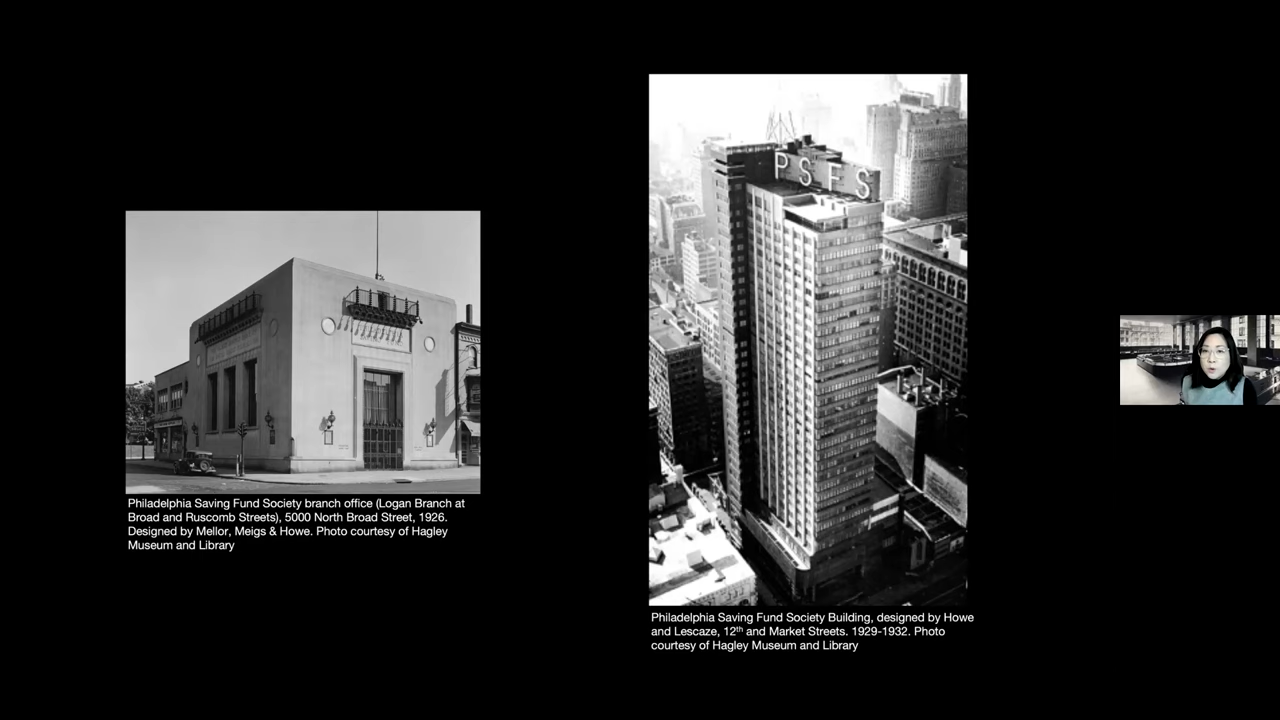 Philadelphia Saving Fund Society branch office (Logan Branch at
Broad and Ruscomb Streets), 5000 North Broad Street, 1926.
Designed by Mellor, Meigs & Howe. Photo courtesy of Hagley
Museum and Library
PSFS
Philadelphia Saving Fund Society Building, designed by Howe
and Lescaze, 12th and Market Streets. 1929-1932. Photo
courtesy of Hagley Museum and Library